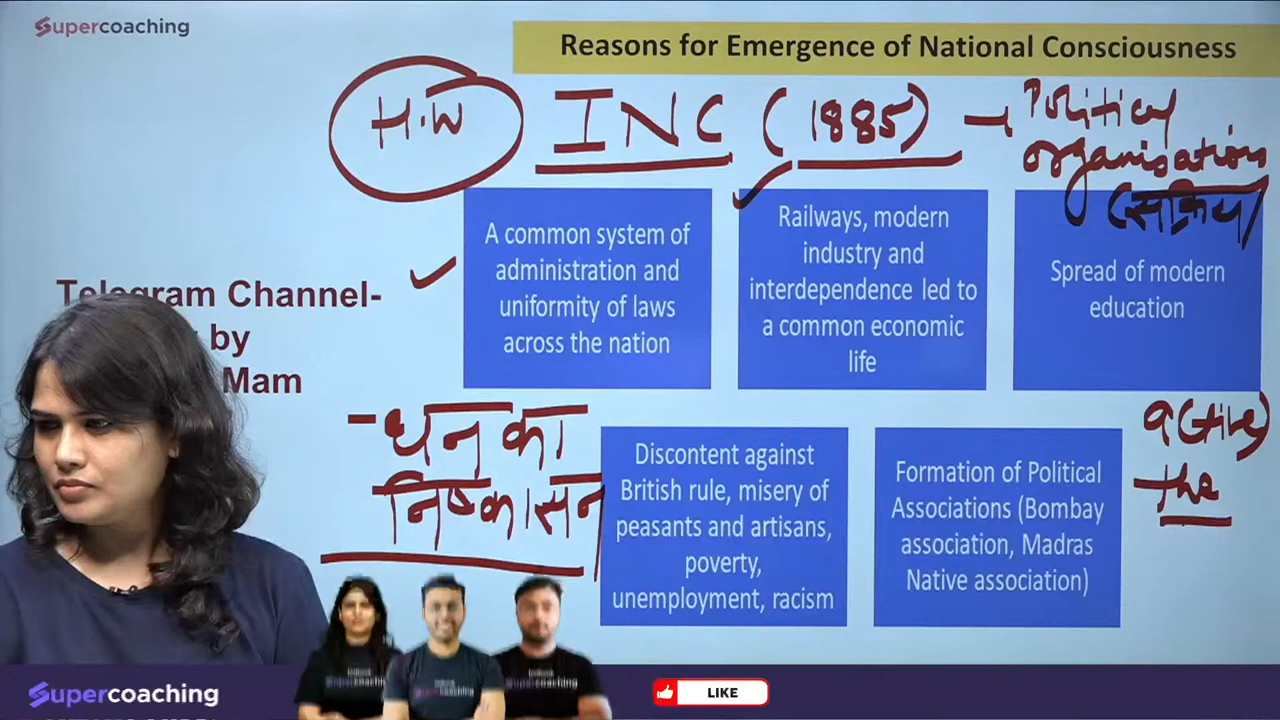 Supercoaching
Reasons for Emergence of National Consciousness
H.W
INC (1885) → Political
organisations
(सक्रिय)
A common system of
administration and
uniformity of laws
across the nation
Railways, modern
industry and
interdependence led to
a common economic
life
Spread of modern
education
Telegram Channel-
by
Mam
- धन का
निष्कासन
Discontent against
British rule, misery of
peasants and artisans,
poverty,
unemployment, racism
Formation of Political
Associations (Bombay
association, Madras
Native association)
active)
the
Supercoaching
LIKE